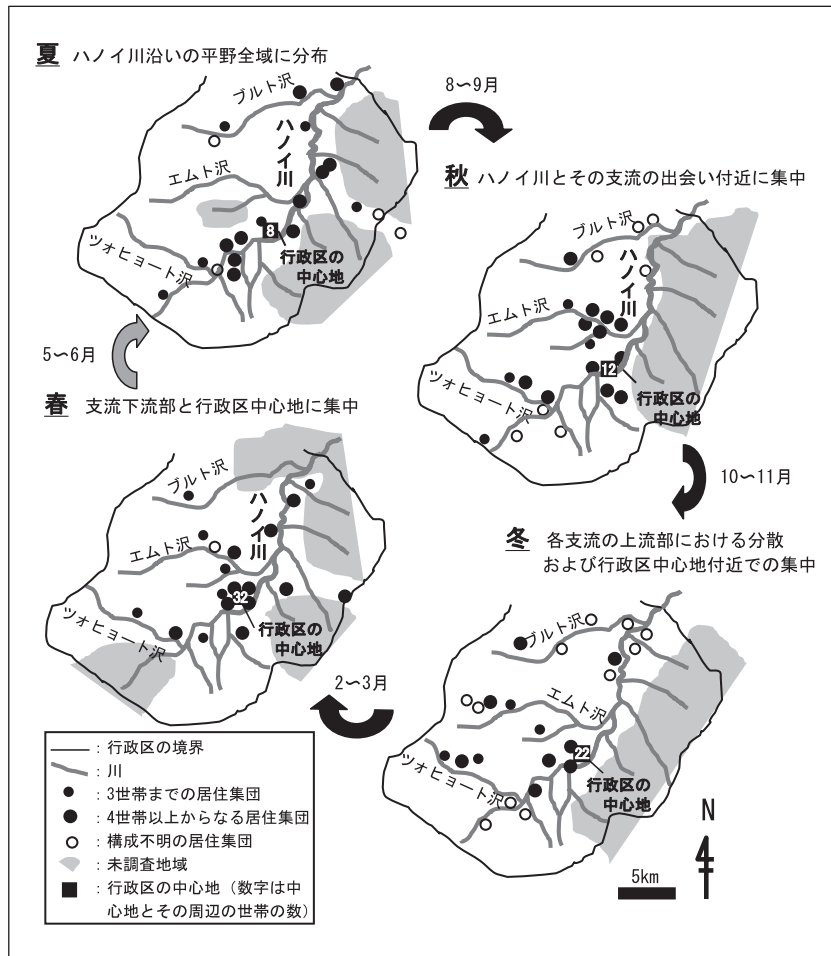 夏 ハノイ川沿いの平野全域に分布
ブルト沢
ハノイ川
エムト沢
ツォヒョート沢
8
行政区の
中心地
8〜9月
秋 ハノイ川とその支流の出会い付近に集中
ブルト沢
ハノイ川
エムト沢
ツォヒョート沢
12
行政区の
中心地
10〜11月
冬 各支流の上流部における分散
および行政区中心地付近での集中
ブルト沢
エムト沢
ツォヒョート沢
22
行政区の
中心地
2〜3月
春 支流下流部と行政区中心地に集中
ブルト沢
ハノイ川
エムト沢
ツォヒョート沢
32
行政区の
中心地
5〜6月
：行政区の境界
：川
：3世帯までの居住集団
：4世帯以上からなる居住集団
：構成不明の居住集団
：未調査地域
：行政区の中心地（数字は中
心地とその周辺の世帯の数）
N
5km